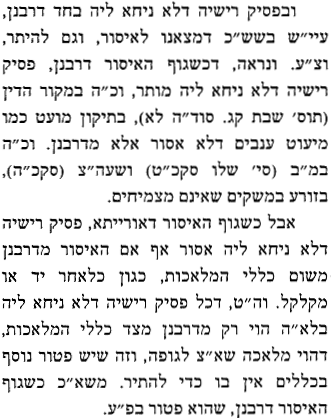 ובפסיק רישיה דלא ניחא ליה בחד דרבנן,
עיי״ש בשש״כ דמצאנו לאיסור, וגם להיתר,
וצ״ע. ונראה, דכשגוף האיסור דרבנן, פסיק
רישיה דלא ניחא ליה מותר, וכ״ה במקור הדין
(תוס׳ שבת קג. סוד״ה לא), בתיקון מועט כמו
מיעוט ענבים דלא אסור אלא מדרבנן. וכ״ה
במ״ב (סי׳ שלו סקכ״ט) ושעה״צ (סקכ״ה),
בזורע במשקים שאינם מצמיחים.
אבל כשגוף האיסור דאורייתא, פסיק רישיה
דלא ניחא ליה אסור אף אם האיסור מדרבנן
משום כללי המלאכות, כגון כלאחר יד או
מקלקל. וה״ט, דכל פסיק רישיה דלא ניחא ליה
בלא״ה הוי רק מדרבנן מצד כללי המלאכות,
דהוי מלאכה שא״צ לגופה, וזה שיש פטור נוסף
בכללים אין בו כדי להתיר. משא״כ כשגוף
האיסור דרבנן, שהוא פטור בפ״ע.